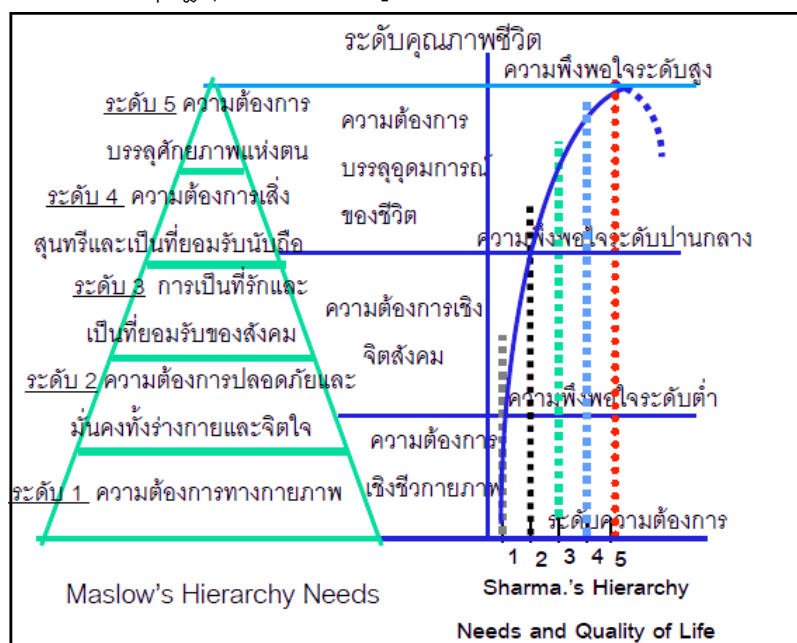 ระดับคุณภาพชีวิต
ความพึงพอใจระดับสูง
ระดับ 5 ความต้องการ
บรรลุศักยภาพแห่งตน
ระดับ 4 ความต้องการเสิ่ง
สุนทรีและเป็นที่ยอมรับนับถือ
ระดับ 3 การเป็นที่รักและ
เป็นที่ยอมรับของสังคม
ระดับ 2 ความต้องการปลอดภัยและ
มั่นคงทั้งร่างกายและจิตใจ
ระดับ 1 ความต้องการทางกายภาพ
ความต้องการ
บรรลุอุดมการณ์
ของชีวิต
ความพึงพอใจระดับปานกลาง
ความต้องการเชิง
จิตสังคม
ความพึงพอใจระดับต่ำ
ความต้องการ
เชิงชีวกายภาพ
ระดับความต้องการ
1 2 3 4 5
Maslow's Hierarchy Needs
Sharma.'s Hierarchy
Needs and Quality of Life